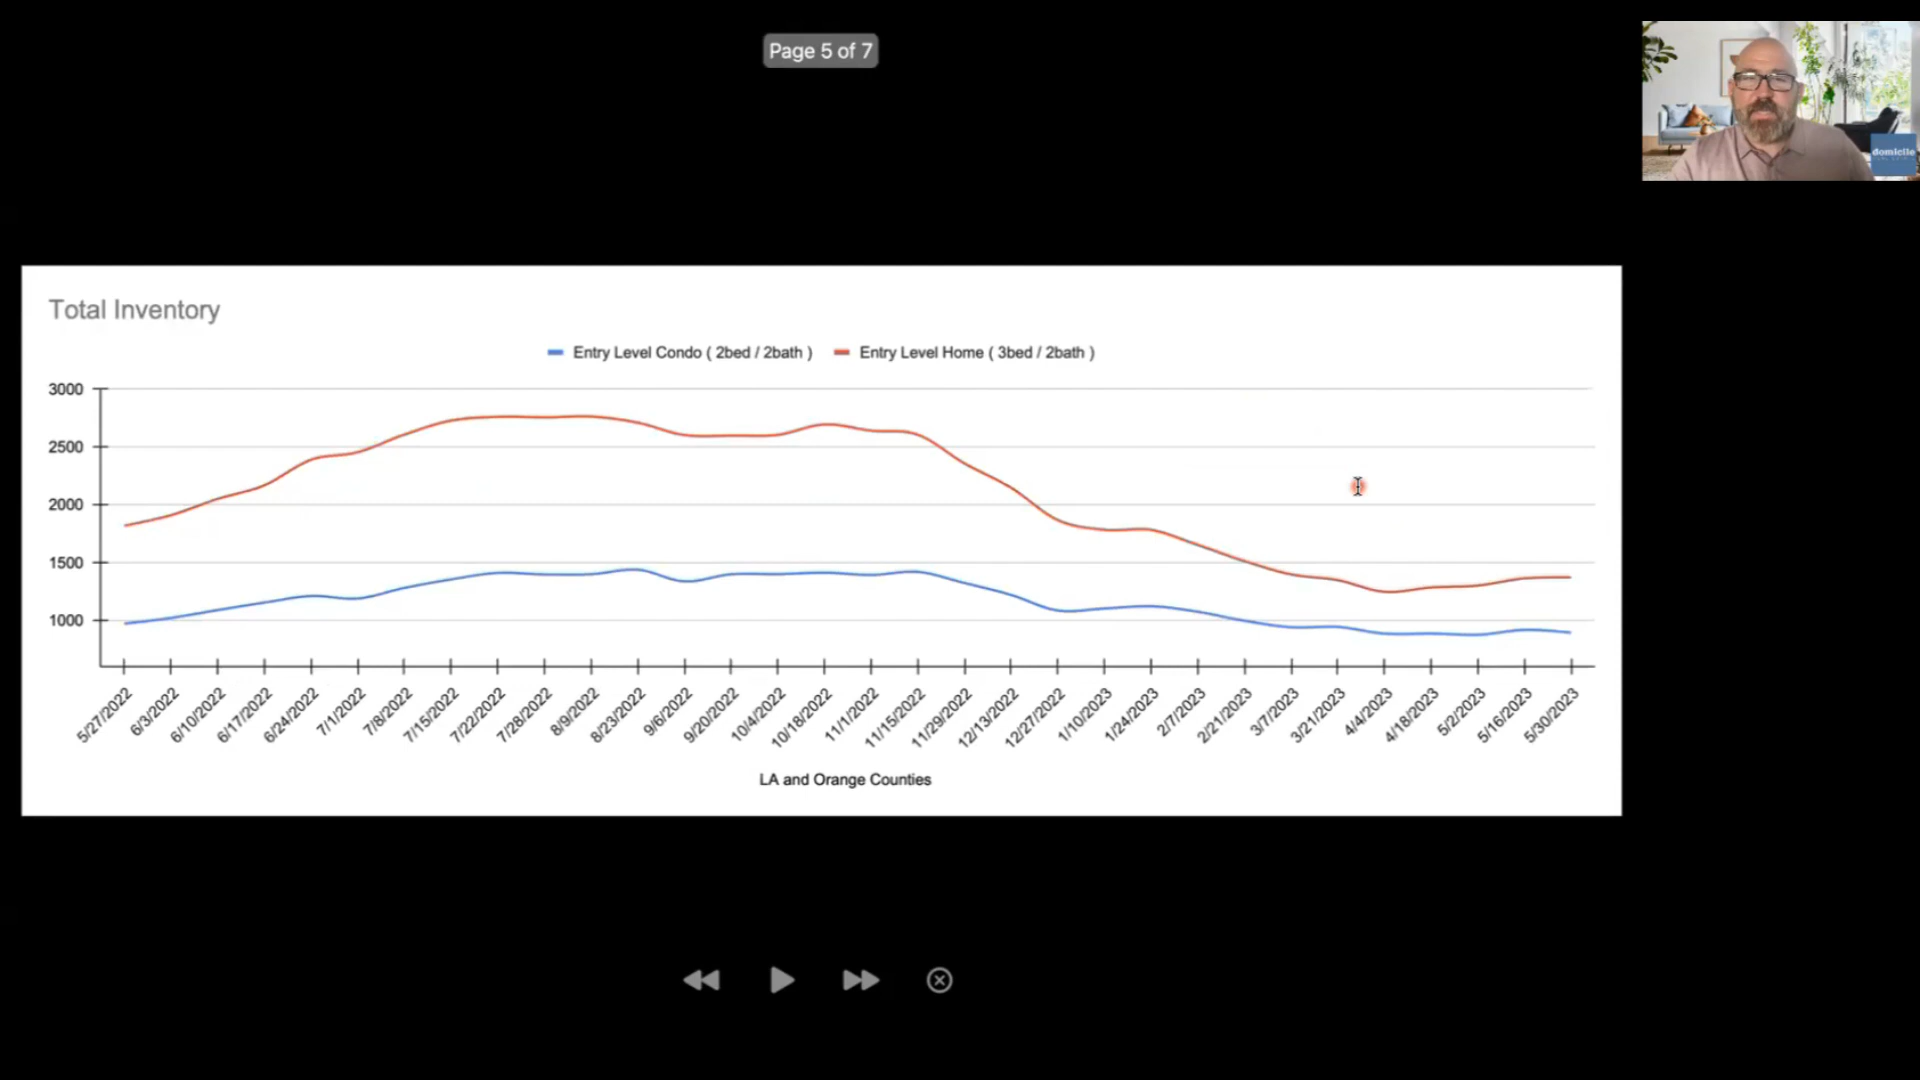 Page 5 of 7
domicile
Total Inventory
Entry Level Condo ( 2bed / 2bath ) Entry Level Home ( 3bed / 2bath )
3000
2500
2000
1500
1000
5/27/2022 6/3/2022 6/10/2022 6/17/2022 6/24/2022 7/1/2022 7/8/2022 7/15/2022 7/22/2022 7/28/2022 8/9/2022 8/23/2022 9/6/2022 9/20/2022 10/4/2022 10/18/2022 11/1/2022 11/15/2022 11/29/2022 12/13/2022 12/27/2022 1/10/2023 1/24/2023 2/7/2023 2/21/2023 3/7/2023 3/21/2023 4/4/2023 4/18/2023 5/2/2023 5/16/2023 5/30/2023
LA and Orange Counties